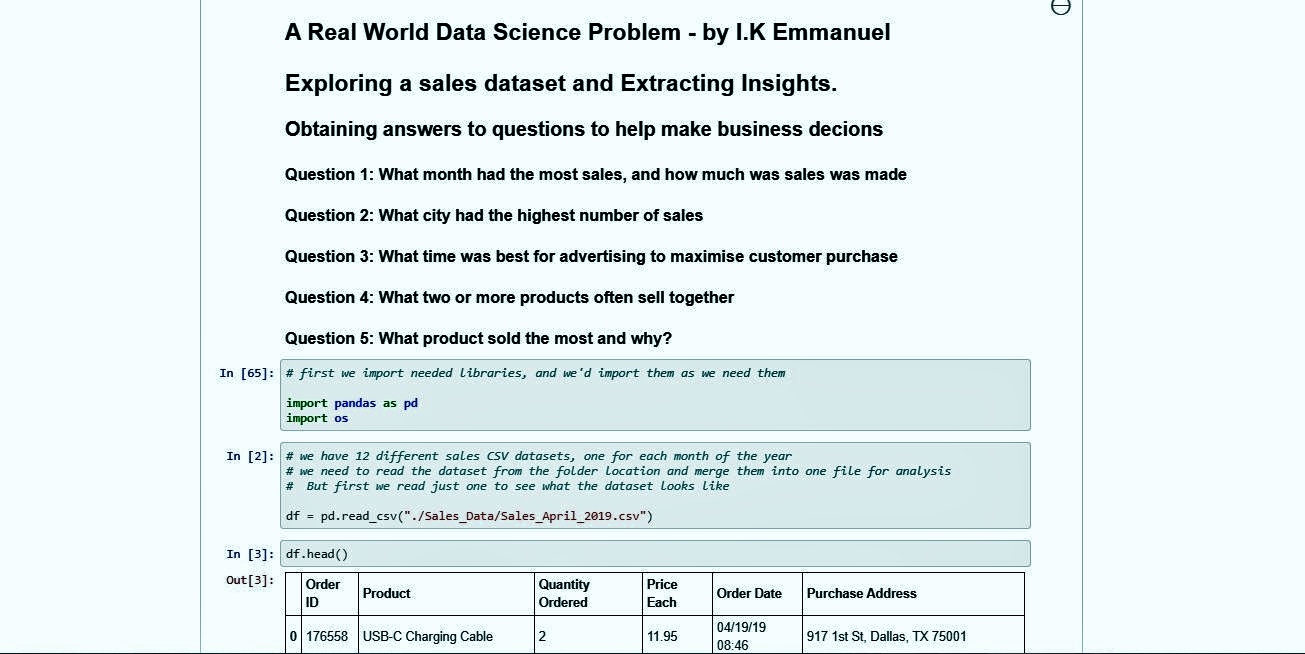 A Real World Data Science Problem - by I.K Emmanuel
Exploring a sales dataset and Extracting Insights.
Obtaining answers to questions to help make business decions
Question 1: What month had the most sales, and how much was sales was made
Question 2: What city had the highest number of sales
Question 3: What time was best for advertising to maximise customer purchase
Question 4: What two or more products often sell together
Question 5: What product sold the most and why?
In [65]: # first we import needed libraries, and we'd import them as we need them
import pandas as pd
import os
In [2]: # we have 12 different sales CSV datasets, one for each month of the year
# we need to read the dataset from the folder location and merge them into one file for analysis
#  But first we read just one to see what the dataset looks like
df = pd.read_csv("./Sales_Data/Sales_April_2019.csv")
In [3]: df.head()
Out[3]:
Order ID Product Quantity Ordered Price Each Order Date Purchase Address
0 176558 USB-C Charging Cable 2 11.95 04/19/19 08:46 917 1st St, Dallas, TX 75001